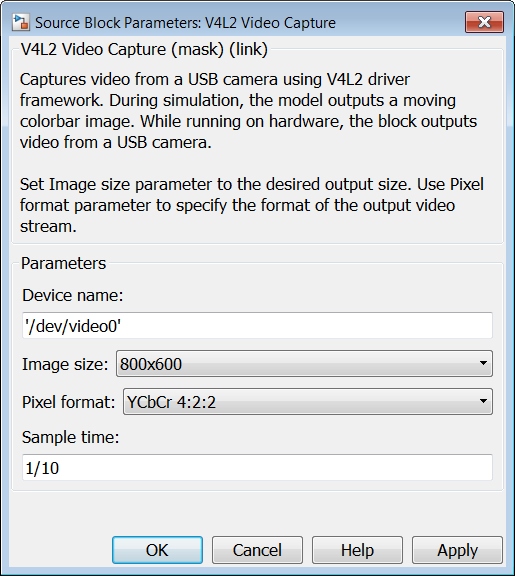 Source Block Parameters: V4L2 Video Capture
V4L2 Video Capture (mask) (link)
Captures video from a USB camera using V4L2 driver
framework. During simulation, the model outputs a moving
colorbar image. While running on hardware, the block outputs
video from a USB camera.
Set Image size parameter to the desired output size. Use Pixel
format parameter to specify the format of the output video
stream.
Parameters
Device name:
'/dev/video0'
Image size: 800x600
Pixel format: YCbCr 4:2:2
Sample time:
1/10
OK Cancel Help Apply